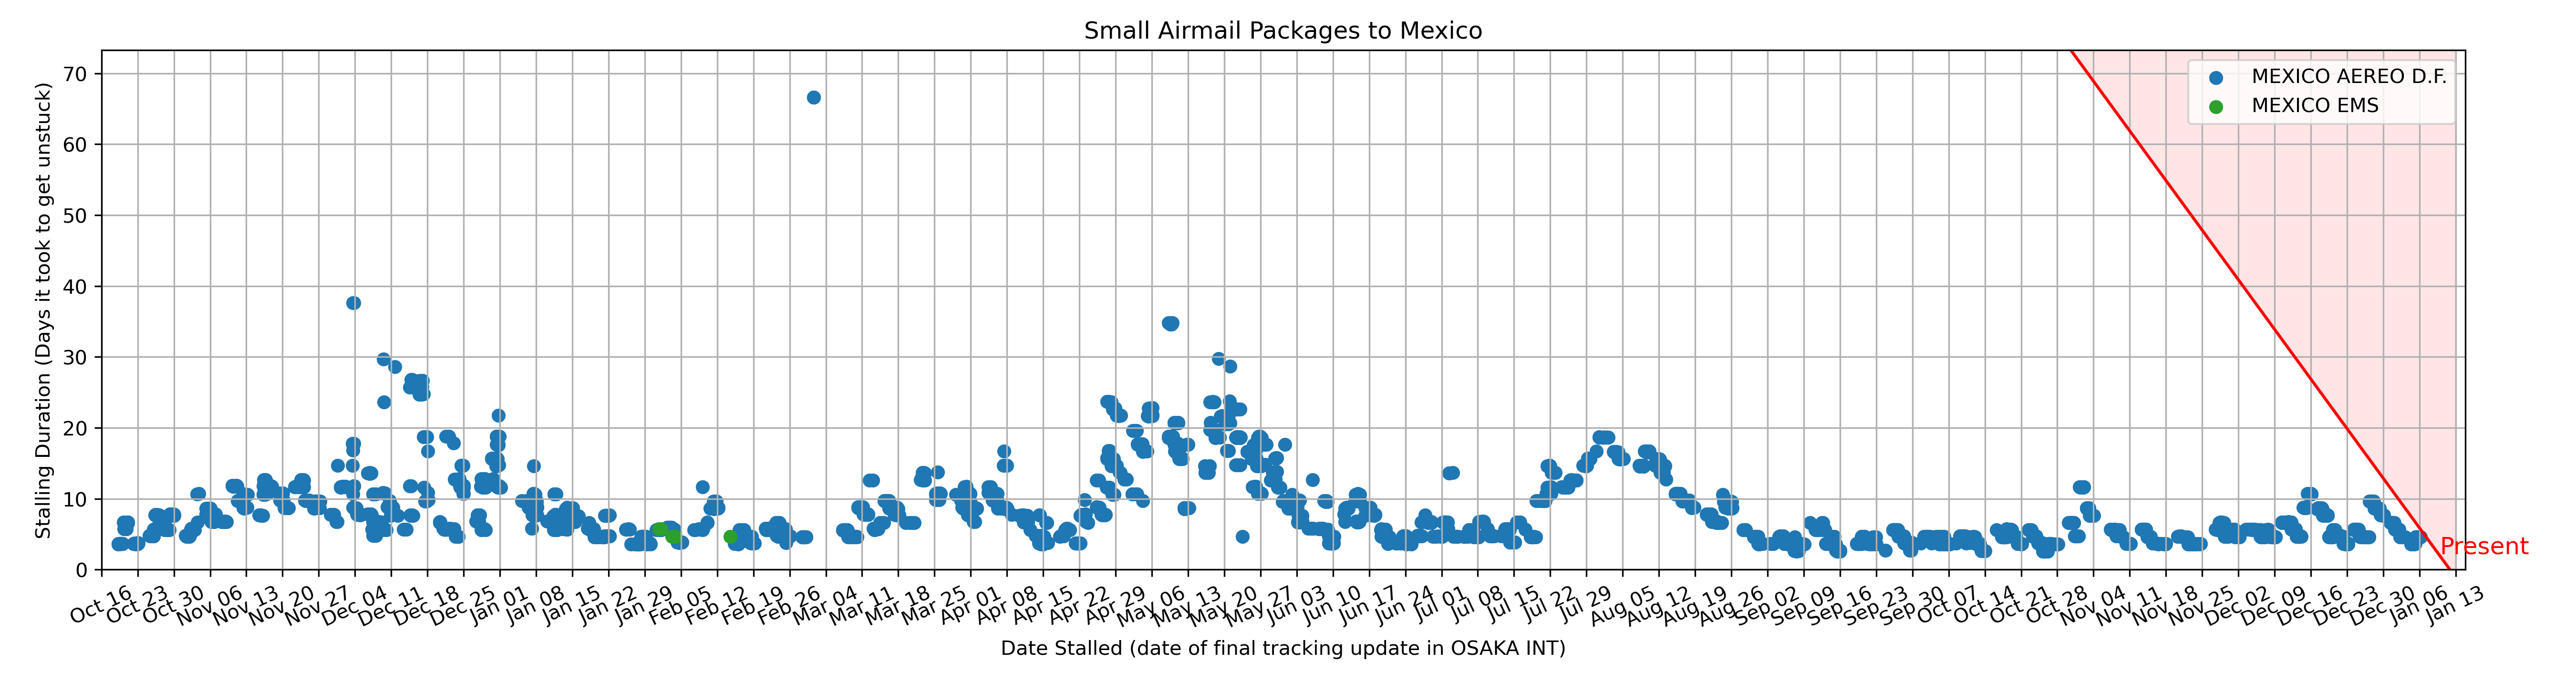 Small Airmail Packages to Mexico
Stalling Duration (Days it took to get unstuck)
70
60
50
40
30
20
10
0
MEXICO AEREO D.F.
MEXICO EMS
Present
Oct 16
Oct 23
Oct 30
Nov 06
Nov 13
Nov 20
Nov 27
Dec 04
Dec 11
Dec 18
Dec 25
Jan 01
Jan 08
Jan 15
Jan 22
Jan 29
Feb 05
Feb 12
Feb 19
Feb 26
Mar 04
Mar 11
Mar 18
Mar 25
Apr 01
Apr 08
Apr 15
Apr 22
Apr 29
May 06
May 13
May 20
May 27
Jun 03
Jun 10
Jun 17
Jun 24
Jul 01
Jul 08
Jul 15
Jul 22
Jul 29
Aug 05
Aug 12
Aug 19
Aug 26
Sep 02
Sep 09
Sep 16
Sep 23
Sep 30
Oct 07
Oct 14
Oct 21
Oct 28
Nov 04
Nov 11
Nov 18
Nov 25
Dec 02
Dec 09
Dec 16
Dec 23
Dec 30
Jan 06
Jan 13
Date Stalled (date of final tracking update in OSAKA INT)